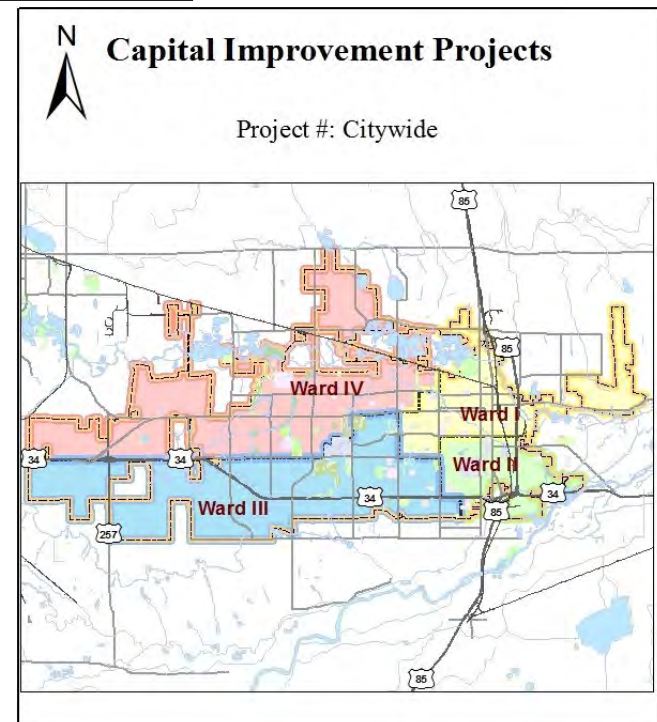 N
Capital Improvement Projects
Project #: Citywide
85
85
Ward IV
Ward I
34
34
Ward II
34
34
Ward III
85
257
85